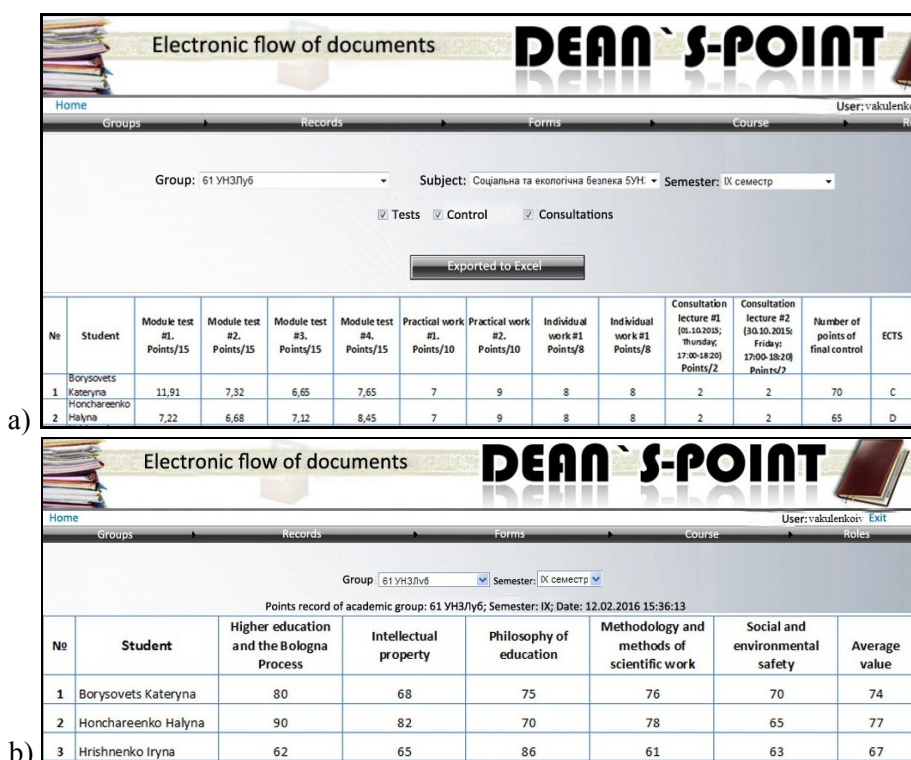 Electronic flow of documents DEAN`S-POINT
Home User: vakulenko
Groups Records Forms Course
Group: 61 УНЗЛуб Subject: Соціальна та екологічна безпека 5УН: Semester: IX семестр
Tests Control Consultations
Exported to Excel
№ Student Module test #1. Points/15 Module test #2. Points/15 Module test #3. Points/15 Module test #4. Points/15 Practical work #1. Points/10 Practical work #2. Points/10 Individual work #1 Points/8 Individual work #1 Points/8 Consultation lecture #1 (01.10.2015; Thursday; 17:00-18:20) Points/2 Consultation lecture #2 (30.10.2015; Friday; 17:00-18:20) Points/2 Number of points of final control ECTS
1 Borysovets Kateryna 11,91 7,32 6,65 7,65 7 9 8 8 2 2 70 C
2 Honchareenko Halyna 7,22 6,68 7,12 8,45 7 9 8 8 2 2 65 D
a)
Electronic flow of documents DEAN`S-POINT
Home User: vakulenkoiv Exit
Groups Records Forms Course Roles
Group 61 УНЗЛуб Semester: IX семестр
Points record of academic group: 61 УНЗЛуб; Semester: IX; Date: 12.02.2016 15:36:13
№ Student Higher education and the Bologna Process Intellectual property Philosophy of education Methodology and methods of scientific work Social and environmental safety Average value
1 Borysovets Kateryna 80 68 75 76 70 74
2 Honchareenko Halyna 90 82 70 78 65 77
3 Hrishnenko Iryna 62 65 86 61 63 67
b)